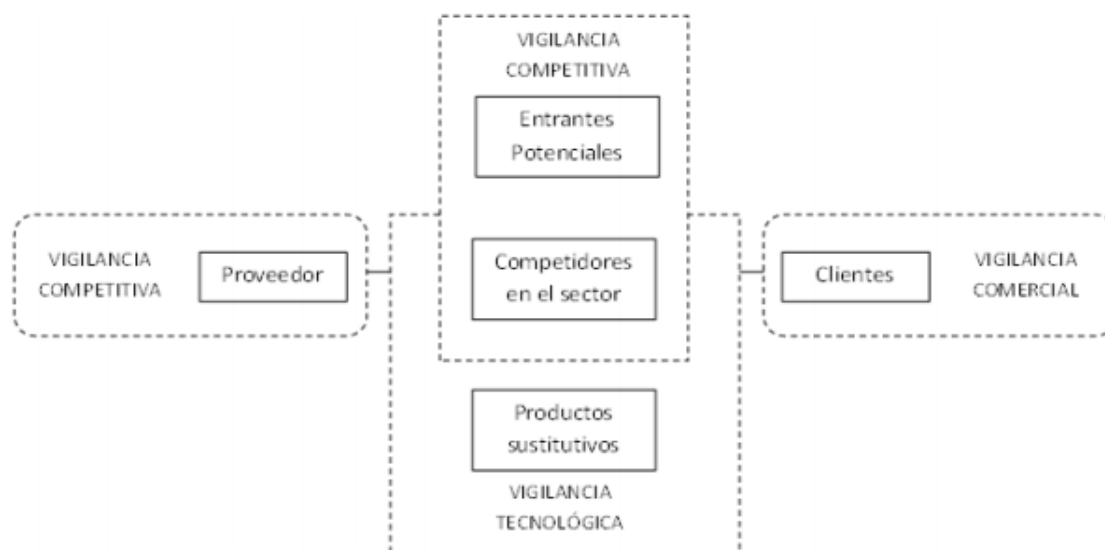 VIGILANCIA
COMPETITIVA
Entrantes
Potenciales
VIGILANCIA
COMPETITIVA
Proveedor
Competidores
en el sector
Clientes
VIGILANCIA
COMERCIAL
Productos
sustitutivos
VIGILANCIA
TECNOLÓGICA